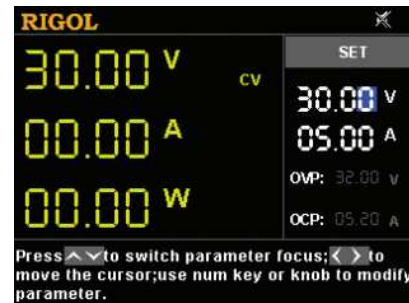 RIGOL
SET
30.00 V
CV
30.00 V
00.00 A
05.00 A
OVP: 32.00 V
00.00 W
OCP: 05.20 A
Press to switch parameter
focus; < > to
move the cursor;use num key or knob to modify
parameter.